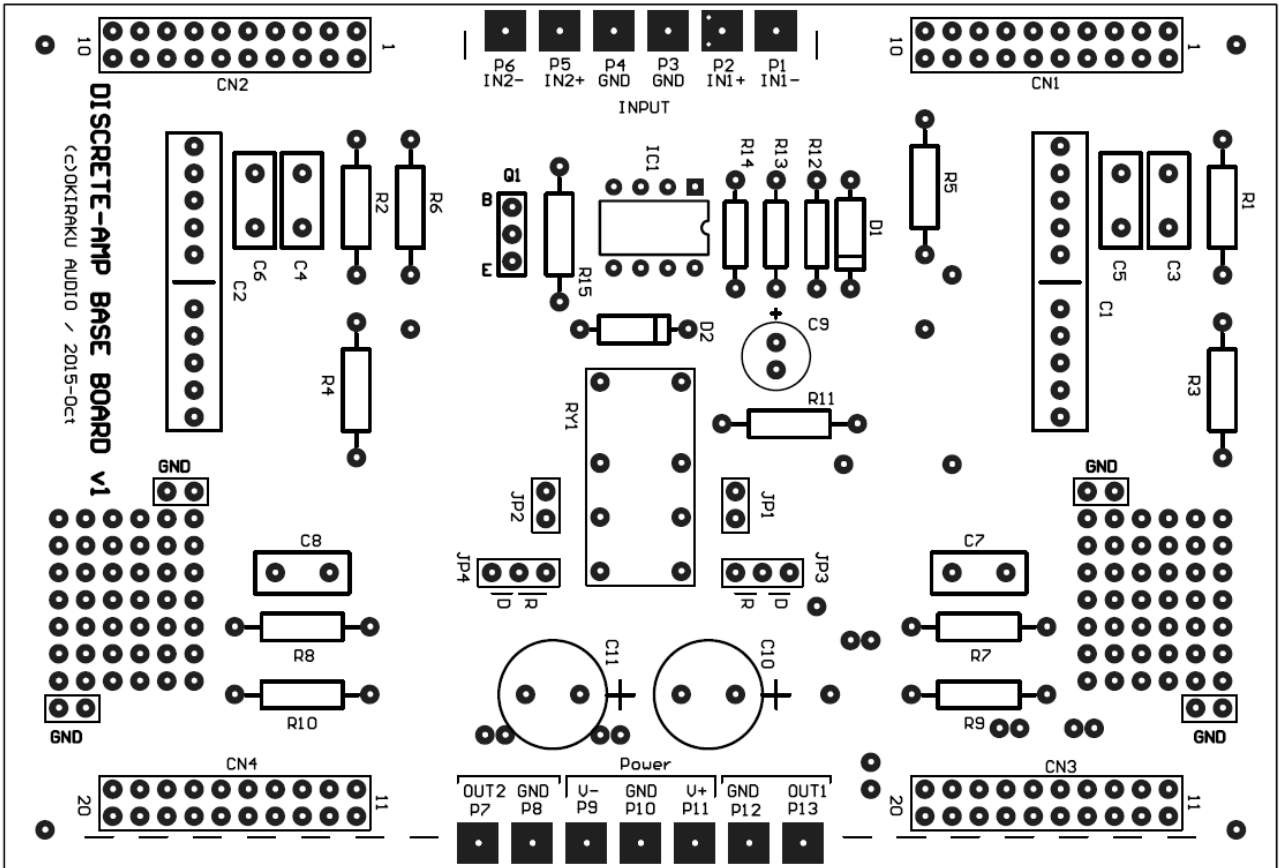 10 1
CN2
P6 P5 P4 P3 P2 P1
IN2- IN2+ GND GND IN1+ IN1-
INPUT
10 1
CN1
DISCRETE-AMP BASE BOARD v1
(c)OKIRAKU AUDIO / 2015-Oct
C6
C4
R2
R6
C2
R4
Q1
B
E
R15
IC1
R14
R13
R12
D1
D2
+
C9
R5
C5
C3
R1
C1
R3
RY1
R11
GND
JP2
JP1
GND
JP4
D R
JP3
R D
C8
R8
R10
C7
R7
R9
C11
+
C10
+
GND
GND
CN4
20 11
Power
OUT2 GND V- GND V+ GND OUT1
P7 P8 P9 P10 P11 P12 P13
CN3
20 11